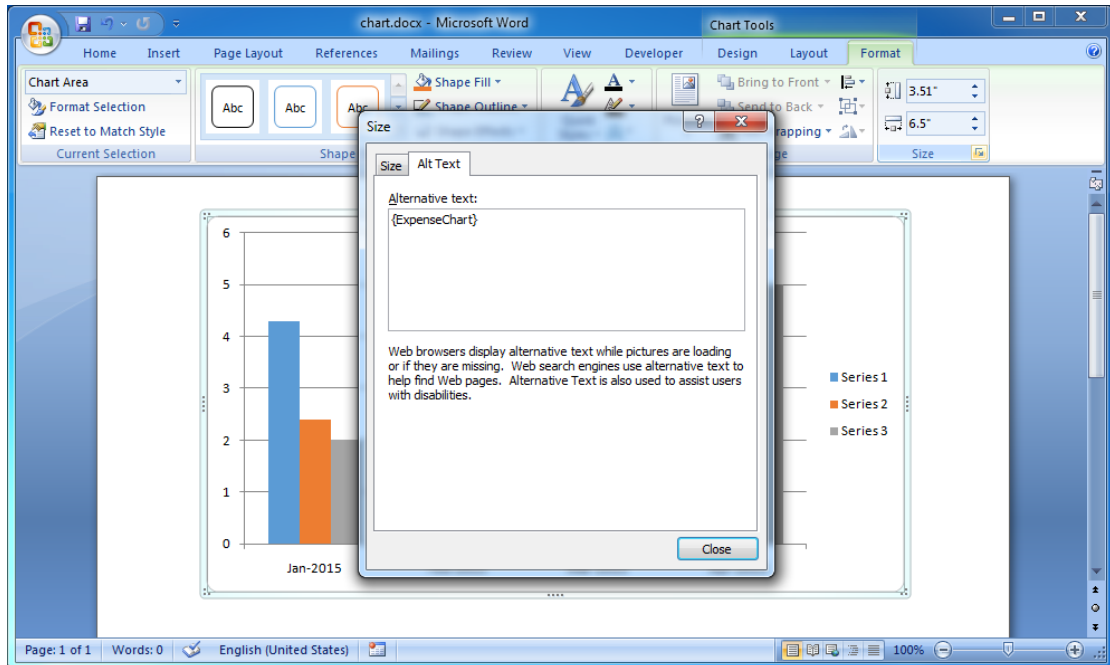 chart.docx - Microsoft Word
Chart Tools
Home Insert Page Layout References Mailings Review View Developer Design Layout Format
Chart Area
Format Selection
Reset to Match Style
Current Selection
Abc Abc Abc
Shape Fill
Shape Outline
Shape
A A
Bring to Front
Send to Back
rapping
3.51"
6.5"
Size
Size
Size Alt Text
Alternative text:
{ExpenseChart}
Web browsers display alternative text while pictures are loading
or if they are missing. Web search engines use alternative text to
help find Web pages. Alternative Text is also used to assist users
with disabilities.
Close
6
5
4
3
2
1
0
Jan-2015
Series 1
Series 2
Series 3
Page: 1 of 1 Words: 0 English (United States) 100%